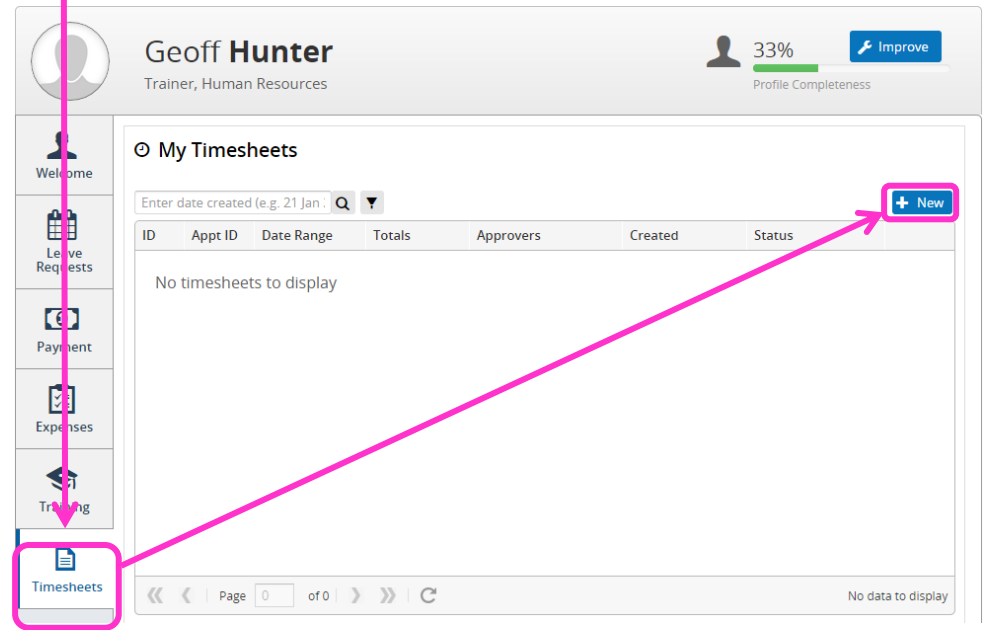 Geoff Hunter
Trainer, Human Resources
33%
Improve
Profile Completeness
Welcome
Leave
Requests
Payment
Expenses
Training
Timesheets
My Timesheets
Enter date created (e.g. 21 Jan
New
ID Appt ID Date Range Totals Approvers Created Status
No timesheets to display
Page 0 of 0
No data to display